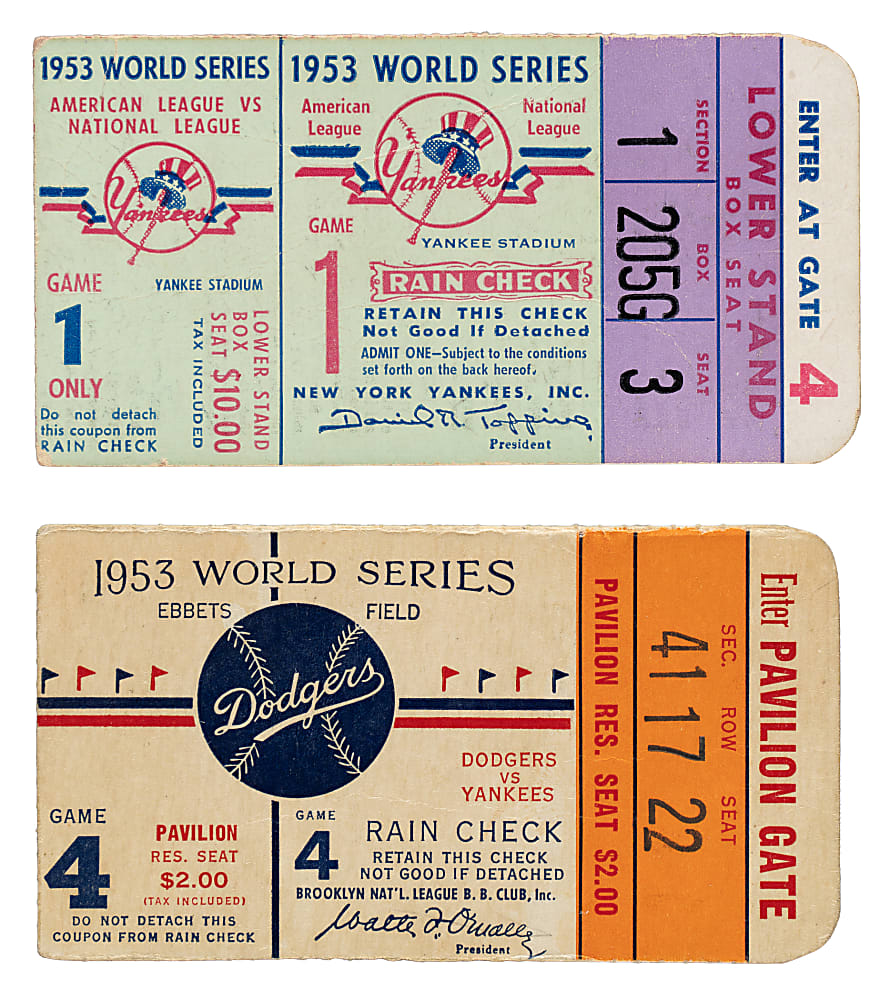 1953 WORLD SERIES
AMERICAN LEAGUE VS
NATIONAL LEAGUE
Yankees
GAME
1
ONLY
YANKEE STADIUM
Do not detach
this coupon from
RAIN CHECK
LOWER STAND
BOX
SEAT $10.00
TAX INCLUDED
1953 WORLD SERIES
American
League
National
League
Yankees
GAME
1
YANKEE STADIUM
RAIN CHECK
RETAIN THIS CHECK
Not Good If Detached
ADMIT ONE—Subject to the conditions
set forth on the back hereof.
NEW YORK YANKEES, INC.
Daniel R. Topping
President
SECTION BOX SEAT
1 205G 3
LOWER STAND
BOX SEAT
ENTER AT GATE 4
1953 WORLD SERIES
EBBETS FIELD
Dodgers
DODGERS
VS
YANKEES
GAME
4
PAVILION
RES. SEAT
$2.00
(TAX INCLUDED)
DO NOT DETACH THIS
COUPON FROM RAIN CHECK
GAME
4
RAIN CHECK
RETAIN THIS CHECK
NOT GOOD IF DETACHED
BROOKLYN NAT'L. LEAGUE B. B. CLUB, Inc.
Walter F. O'Malley
President
PAVILION RES. SEAT $2.00
SEC. ROW SEAT
41 17 22
Enter PAVILION GATE